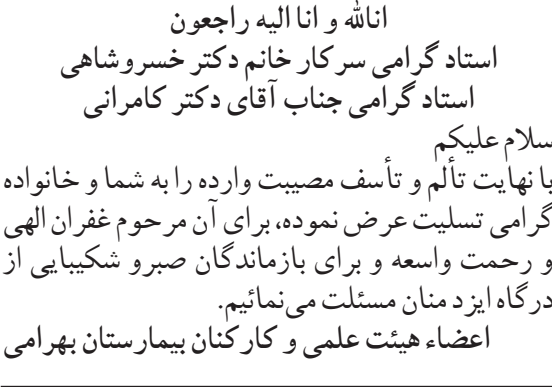 اناﷲ و انا الیه راجعون
استاد گرامی سرکار خانم دکتر خسروشاهی
استاد گرامی جناب آقای دکتر کامرانی
سلام علیکم
با نهایت تألم و تأسف مصیبت وارده را به شما و خانواده
گرامی تسلیت عرض نموده، برای آن مرحوم غفران الهی
و رحمت واسعه و برای بازماندگان صبر و شکیبایی از
درگاه ایزد منان مسئلت می‌نمائیم.
اعضاء هیئت علمی و کارکنان بیمارستان بهرامی